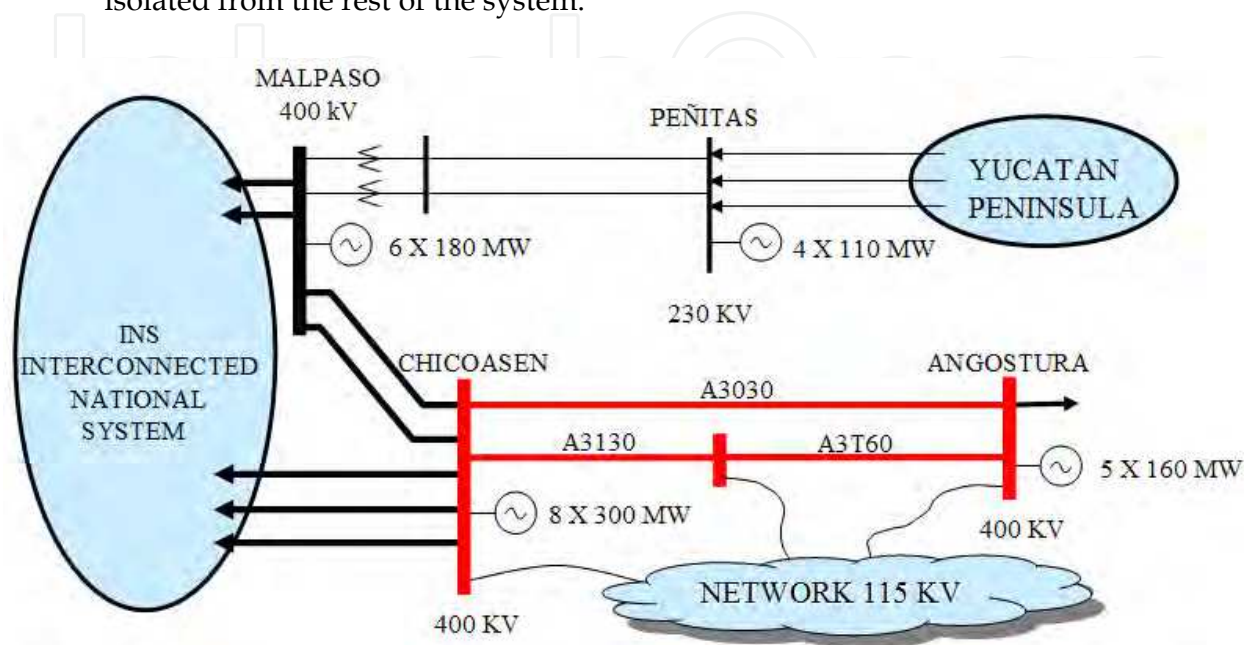 isolated from the rest of the system.
MALPASO
400 kV
PEÑITAS
YUCATAN
PENINSULA
6 X 180 MW
4 X 110 MW
230 KV
INS
INTERCONNECTED
NATIONAL
SYSTEM
CHICOASEN
ANGOSTURA
A3030
A3130
A3T60
5 X 160 MW
8 X 300 MW
400 KV
NETWORK 115 KV
400 KV